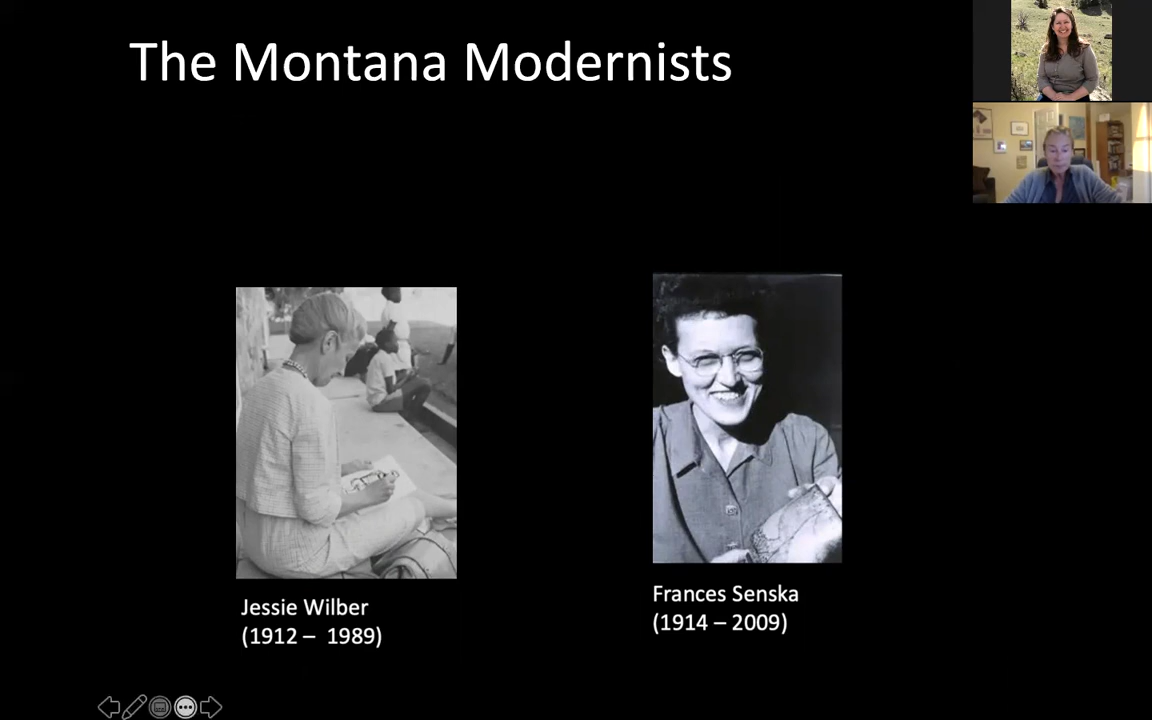 The Montana Modernists
Jessie Wilber
(1912 –  1989)
Frances Senska
(1914 – 2009)